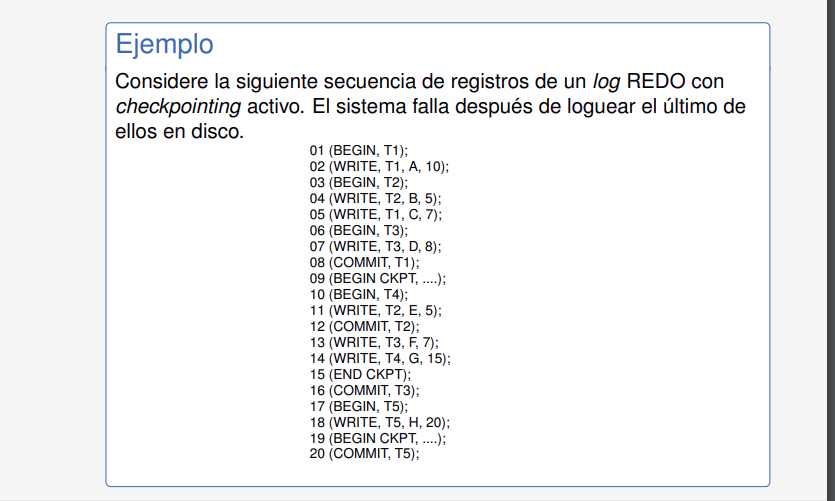 Ejemplo
Considere la siguiente secuencia de registros de un log REDO con
checkpointing activo. El sistema falla después de loguear el último de
ellos en disco.
01 (BEGIN, T1);
02 (WRITE, T1, A, 10);
03 (BEGIN, T2);
04 (WRITE, T2, B, 5);
05 (WRITE, T1, C, 7);
06 (BEGIN, T3);
07 (WRITE, T3, D, 8);
08 (COMMIT, T1);
09 (BEGIN CKPT, ....);
10 (BEGIN, T4);
11 (WRITE, T2, E, 5);
12 (COMMIT, T2);
13 (WRITE, T3, F, 7);
14 (WRITE, T4, G, 15);
15 (END CKPT);
16 (COMMIT, T3);
17 (BEGIN, T5);
18 (WRITE, T5, H, 20);
19 (BEGIN CKPT, ....);
20 (COMMIT, T5);